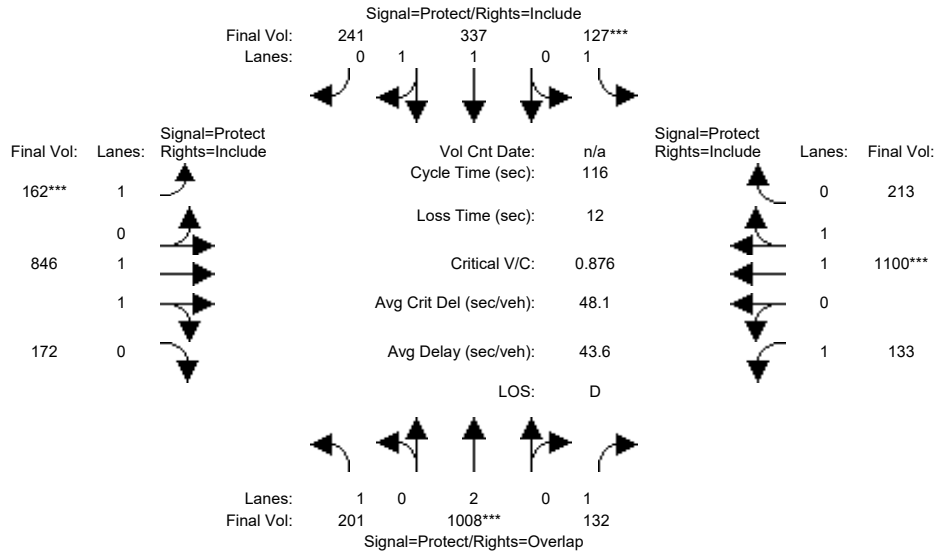 Signal=Protect/Rights=Include
Final Vol: 241 337 127***
Lanes: 0 1 1 0 1
Signal=Protect Signal=Protect
Final Vol: Lanes: Rights=Include Vol Cnt Date: n/a Rights=Include Lanes: Final Vol:
Cycle Time (sec): 116
162*** 1 0 213
Loss Time (sec): 12
0 1
846 1 Critical V/C: 0.876 1 1100***
1 Avg Crit Del (sec/veh): 48.1 0
172 0 Avg Delay (sec/veh): 43.6 1 133
LOS: D
Lanes: 1 0 2 0 1
Final Vol: 201 1008*** 132
Signal=Protect/Rights=Overlap